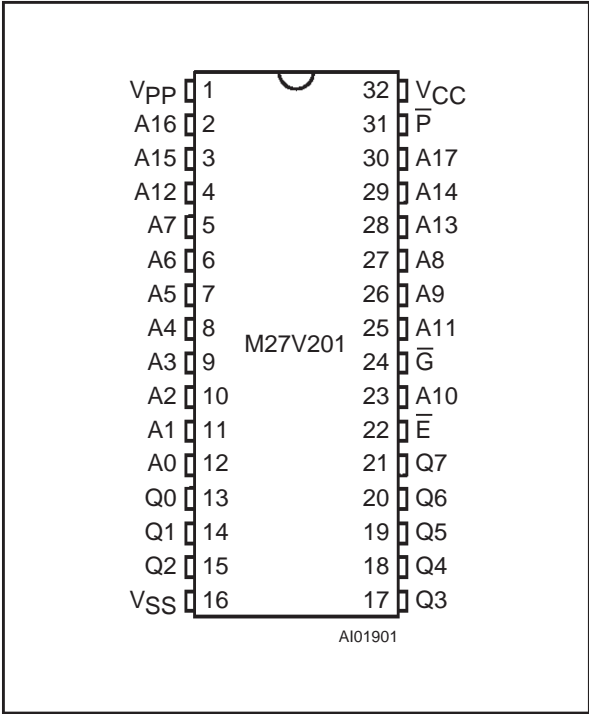 VPP 1 32 VCC
A16 2 31 P̅
A15 3 30 A17
A12 4 29 A14
A7 5 28 A13
A6 6 27 A8
A5 7 26 A9
A4 8 25 A11
M27V201
A3 9 24 G̅
A2 10 23 A10
A1 11 22 E̅
A0 12 21 Q7
Q0 13 20 Q6
Q1 14 19 Q5
Q2 15 18 Q4
VSS 16 17 Q3
AI01901